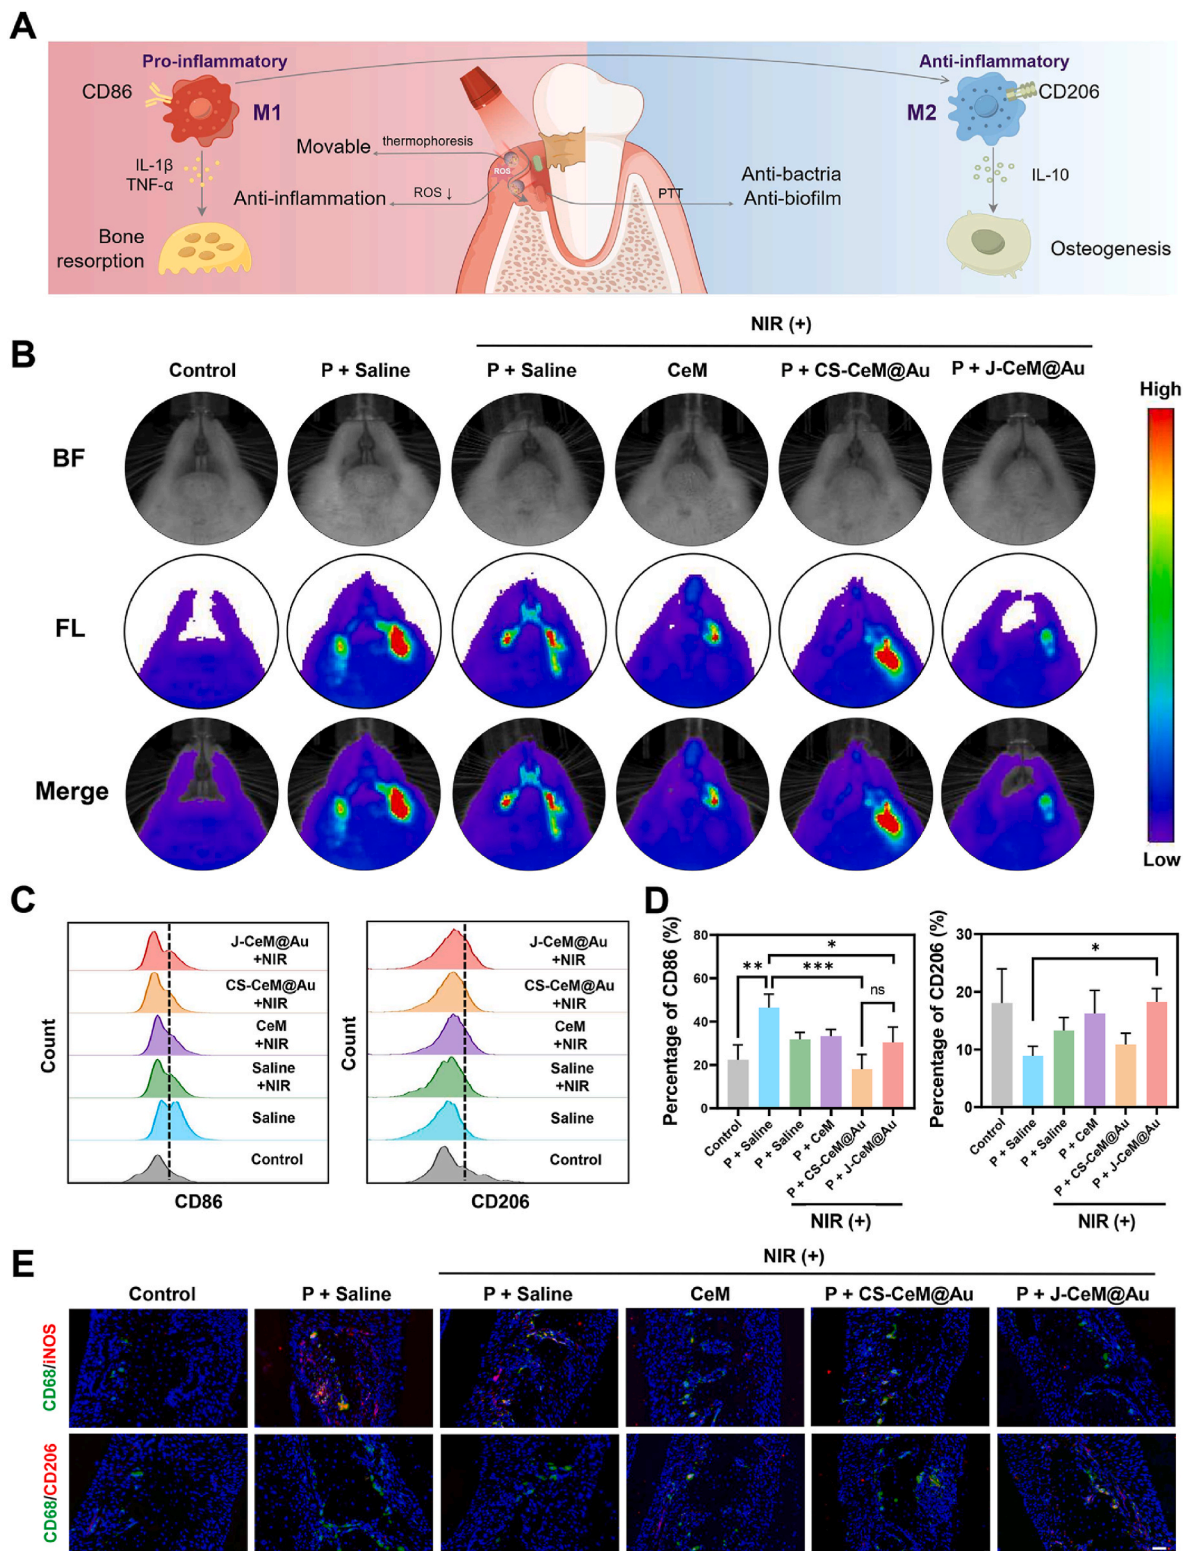 A
Pro-inflammatory
Anti-inflammatory
CD86
M1
M2
CD206
Movable
thermophoresis
ROS
IL-1β
TNF-α
Anti-inflammation
ROS ↓
PTT
Anti-bactria
Anti-biofilm
IL-10
Bone
resorption
Osteogenesis
B
NIR (+)
Control
P + Saline
P + Saline
CeM
P + CS-CeM@Au
P + J-CeM@Au
BF
FL
Merge
High
Low
C
Count
J-CeM@Au
+NIR
CS-CeM@Au
+NIR
CeM
+NIR
Saline
+NIR
Saline
Control
CD86
Count
J-CeM@Au
+NIR
CS-CeM@Au
+NIR
CeM
+NIR
Saline
+NIR
Saline
Control
CD206
D
Percentage of CD86 (%)
80
60
40
20
0
**
***
*
ns
Control
P + Saline
P + Saline
P + CeM
P + CS-CeM@Au
P + J-CeM@Au
NIR (+)
Percentage of CD206 (%)
30
20
10
0
*
Control
P + Saline
P + Saline
P + CeM
P + CS-CeM@Au
P + J-CeM@Au
NIR (+)
E
NIR (+)
Control
P + Saline
P + Saline
CeM
P + CS-CeM@Au
P + J-CeM@Au
CD68/iNOS
CD68/CD206